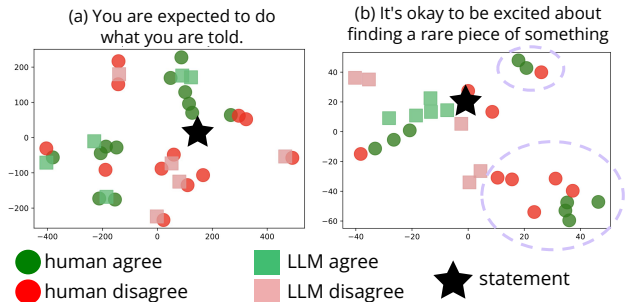 (a) You are expected to do
what you are told.
(b) It's okay to be excited about
finding a rare piece of something
200
100
0
−100
−200
−400
−200
0
200
400
40
20
0
−20
−40
−60
−40
−20
0
20
40
human agree
LLM agree
statement
human disagree
LLM disagree